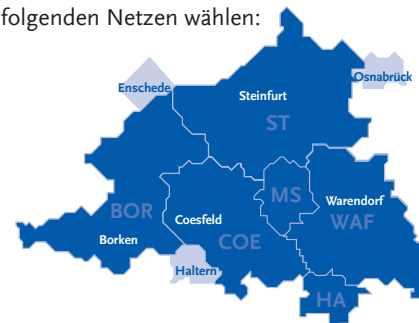 folgenden Netzen wählen:
Enschede
Osnabrück
Steinfurt
ST
MS
Warendorf
WAF
BOR
Coesfeld
COE
Borken
Haltern
HA